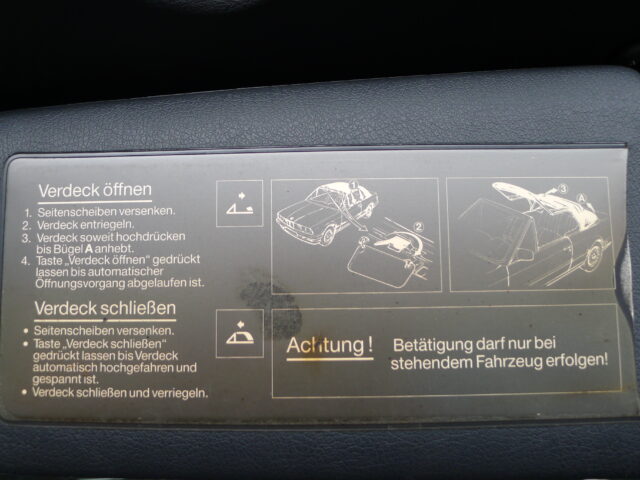 Verdeck öffnen
1. Seitenscheiben versenken.
2. Verdeck entriegeln.
3. Verdeck soweit hochdrücken
bis Bügel A anhebt.
4. Taste „Verdeck öffnen" gedrückt
lassen bis automatischer
Öffnungsvorgang abgelaufen ist.
Verdeck schließen
• Seitenscheiben versenken.
• Taste „Verdeck schließen"
gedrückt lassen bis Verdeck
automatisch hochgefahren und
gespannt ist.
• Verdeck schließen und verriegeln.
2
3
A
Achtung! Betätigung darf nur bei
stehendem Fahrzeug erfolgen!